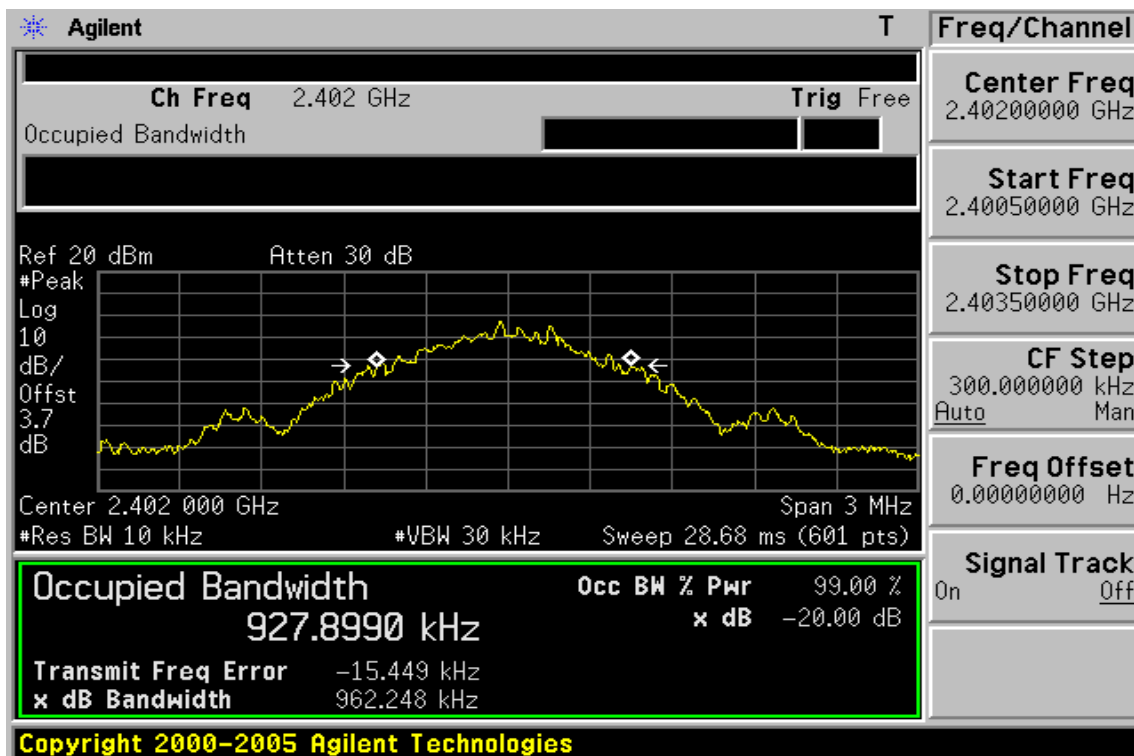 Agilent T
Freq/Channel
Ch Freq 2.402 GHz Trig Free
Occupied Bandwidth
Center Freq
2.40200000 GHz
Start Freq
2.40050000 GHz
Stop Freq
2.40350000 GHz
CF Step
300.000000 kHz
Auto Man
Freq Offset
0.00000000 Hz
Signal Track
On Off
Ref 20 dBm Atten 30 dB
#Peak
Log
10
dB/
Offst
3.7
dB
Center 2.402 000 GHz Span 3 MHz
#Res BW 10 kHz #VBW 30 kHz Sweep 28.68 ms (601 pts)
Occupied Bandwidth
927.8990 kHz
Occ BW % Pwr 99.00 %
x dB -20.00 dB
Transmit Freq Error -15.449 kHz
x dB Bandwidth 962.248 kHz
Copyright 2000-2005 Agilent Technologies